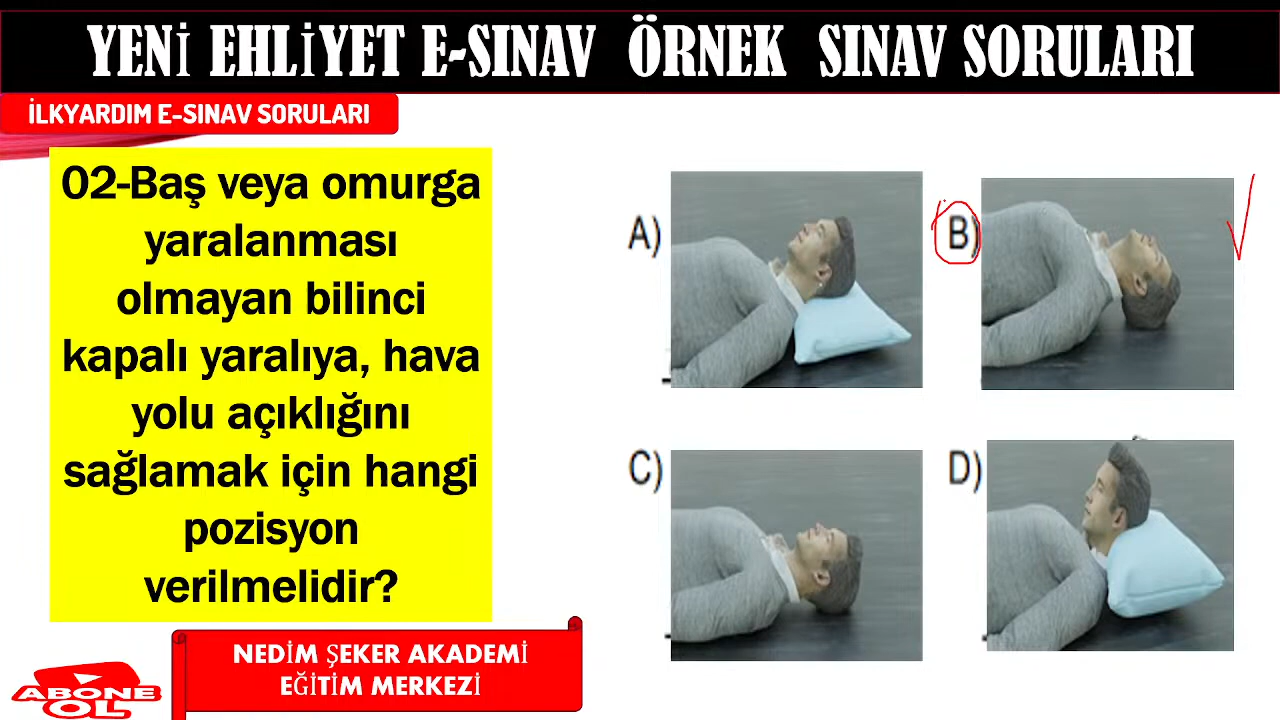 YENİ EHLİYET E-SINAV ÖRNEK SINAV SORULARI
İLKYARDIM E-SINAV SORULARI
02-Baş veya omurga
yaralanması
olmayan bilinci
kapalı yaralıya, hava
yolu açıklığını
sağlamak için hangi
pozisyon
verilmelidir?
A)
B)
C)
D)
NEDİM ŞEKER AKADEMİ
EĞİTİM MERKEZİ
ABONE
OL